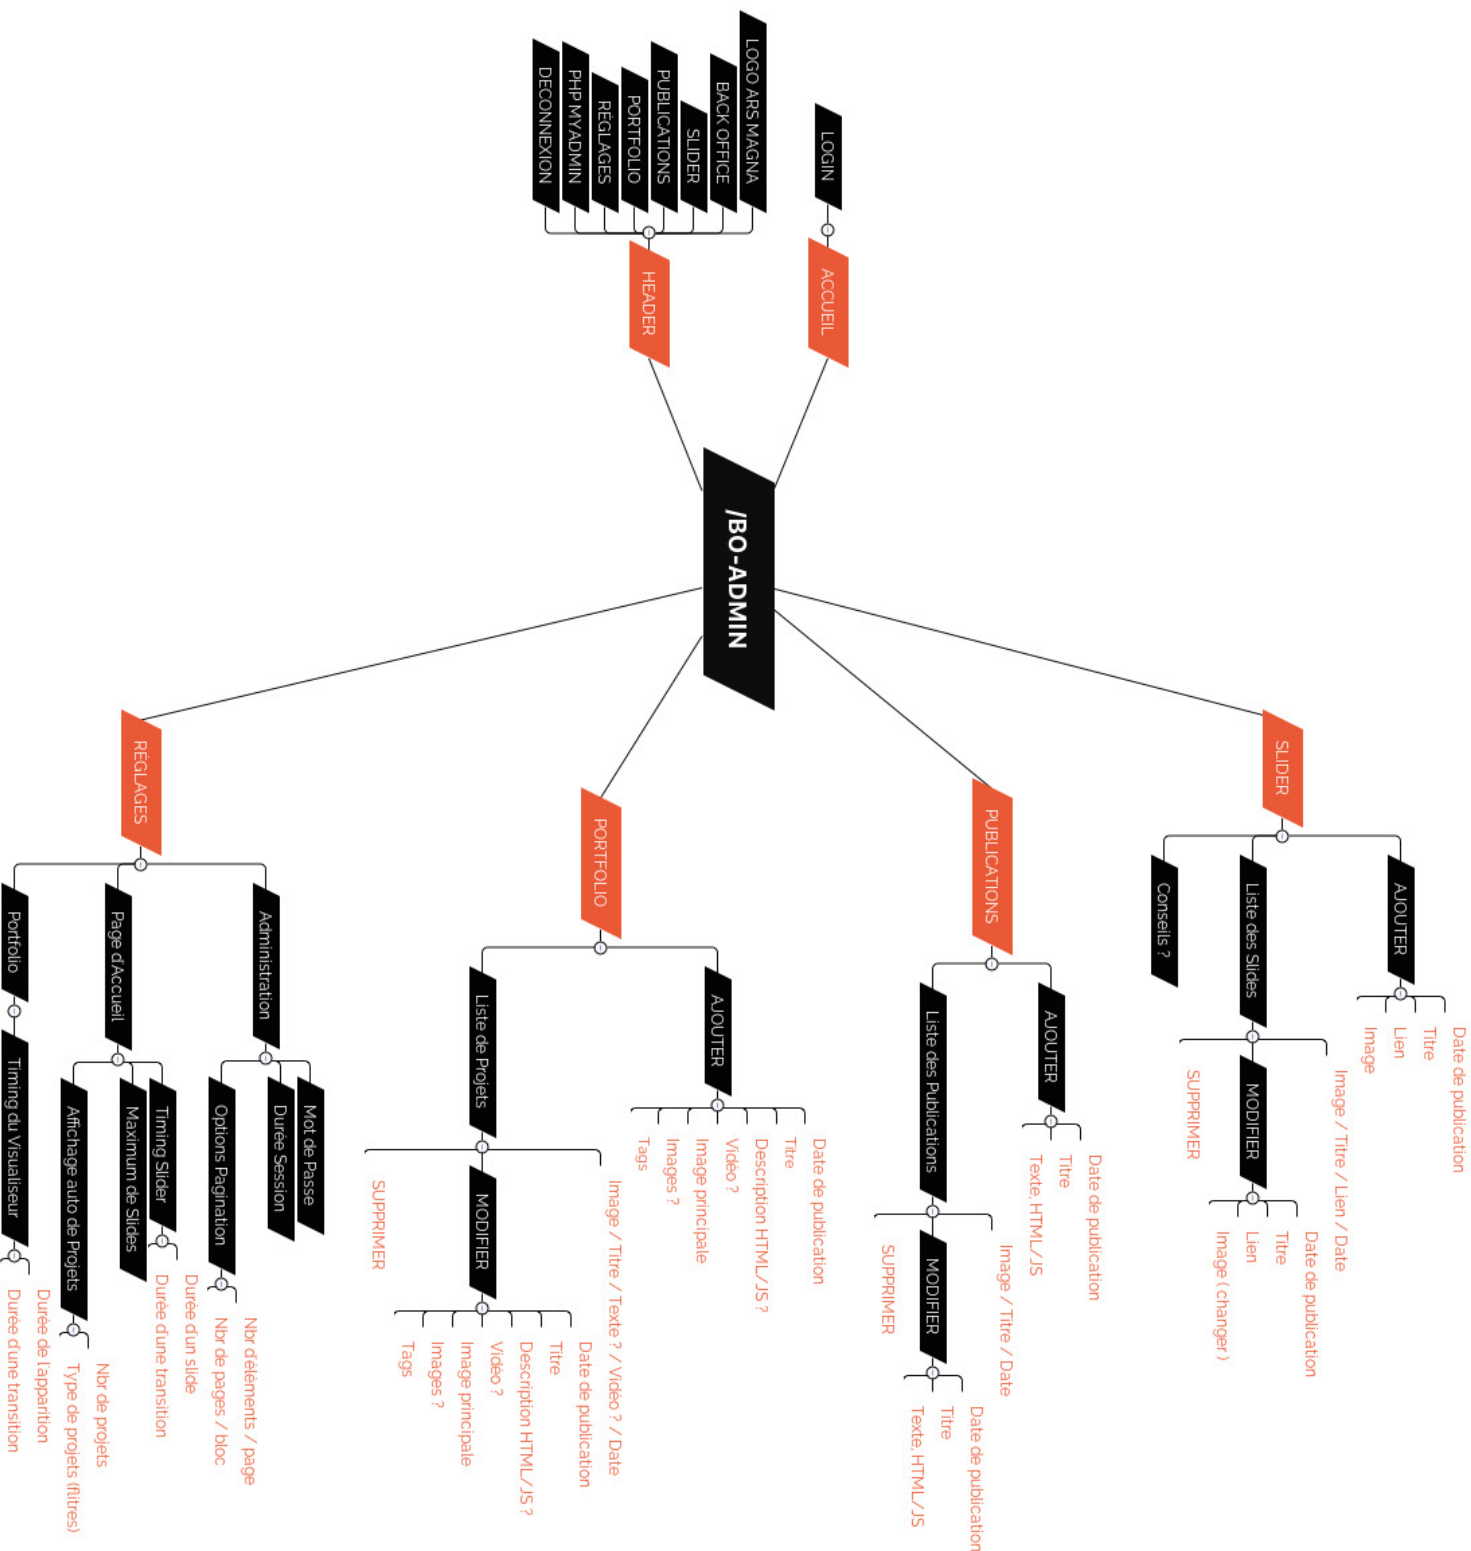 /BO-ADMIN
ACCUEIL
LOGIN
HEADER
LOGO ARS MAGNA
BACK OFFICE
SLIDER
PUBLICATIONS
PORTFOLIO
RÉGLAGES
PHP MYADMIN
DECONNEXION
SLIDER
AJOUTER
Date de publication
Titre
Lien
Image
Liste des Slides
Image / Titre / Lien / Date
MODIFIER
Date de publication
Titre
Lien
Image ( changer )
SUPPRIMER
Conseils ?
PUBLICATIONS
AJOUTER
Date de publication
Titre
Texte, HTML/JS
Liste des Publications
Image / Titre / Date
MODIFIER
Date de publication
Titre
Texte, HTML/JS
SUPPRIMER
PORTFOLIO
AJOUTER
Date de publication
Titre
Description HTML/JS ?
Vidéo ?
Image principale
Images ?
Tags
Liste de Projets
Image / Titre / Texte ? / Vidéo ? / Date
MODIFIER
Date de publication
Titre
Description HTML/JS ?
Vidéo ?
Image principale
Images ?
Tags
SUPPRIMER
RÉGLAGES
Administration
Mot de Passe
Durée Session
Options Pagination
Nbr d'éléments / page
Nbr de pages / bloc
Page d'Accueil
Timing Slider
Durée d'un slide
Durée d'une transition
Maximum de Slides
Affichage auto de Projets
Nbr de projets
Type de projets (flitres)
Portfolio
Timing du Visualiseur
Durée de l'apparition
Durée d'une transition